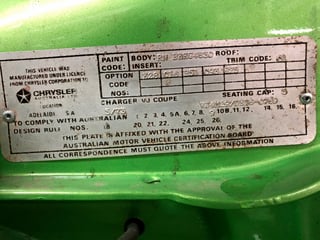 PAINT BODY: ROOF:
THIS VEHICLE WAS
MANUFACTURED UNDER LICENCE
FROM CHRYSLER CORPORATION BY
CODE: INSERT: TRIM CODE:
OPTION
CODE
NOS:
CHRYSLER
AUSTRALIA LTD.
LOCATION
ADELAIDE S.A.
CHARGER VJ COUPE SEATING CAP: 5
TO COMPLY WITH AUSTRALIAN 1, 2, 3, 4, 5A, 6, 7, 8, 10B, 11, 12, 14, 15, 16,
DESIGN RULE NOS: 18 20, 21, 22, 24, 25, 26.
THIS PLATE IS AFFIXED WITH THE APPROVAL OF THE
AUSTRALIAN MOTOR VEHICLE CERTIFICATION BOARD
ALL CORRESPONDENCE MUST QUOTE THE ABOVE INFORMATION